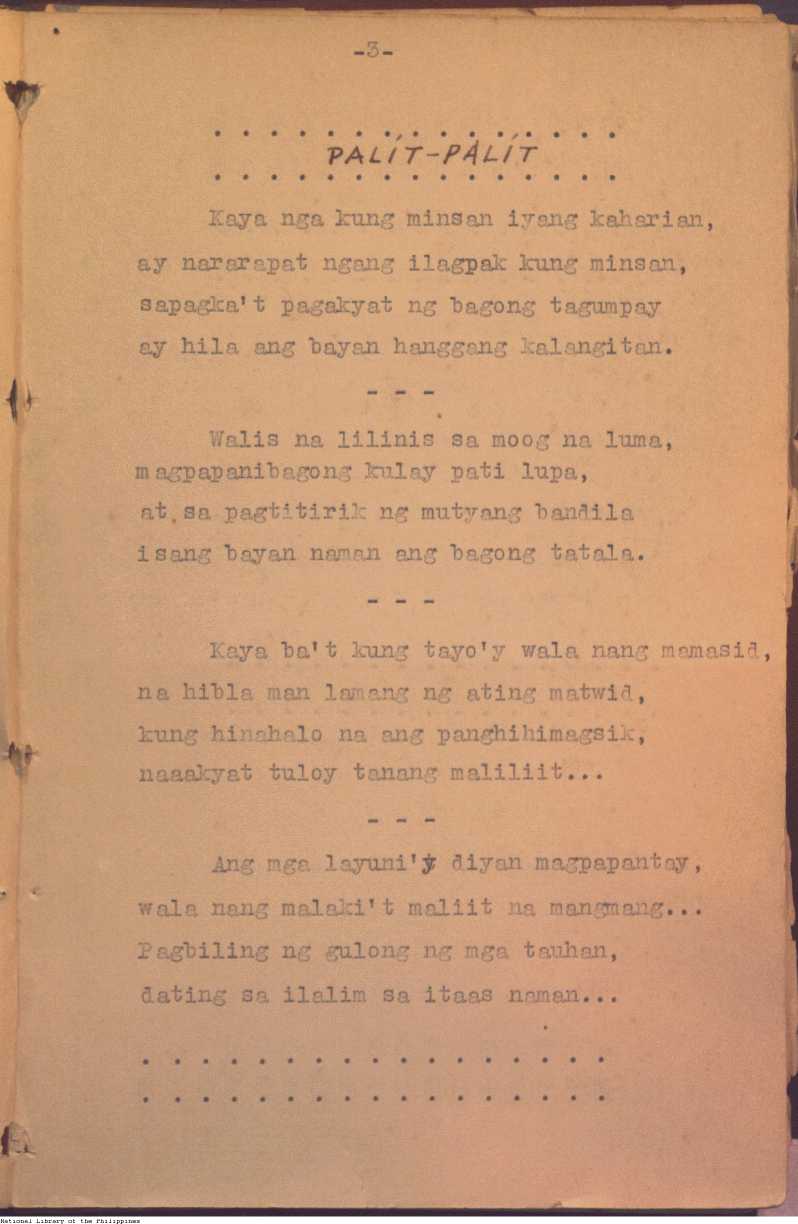 -3-
. . . . . . . . . . . . . . .
PALÍT-PÁLÍT
. . . . . . . . . . . . . . .
Kaya nga kung minsan iyang kaharian,
ay nararapat ngang ilagpak kung minsan,
sapagka't pagakyat ng bagong tagumpay
ay hila ang bayan hanggang kalangitan.
- - -
Walis na lilinis sa moog na luma,
magpapanibagong kulay pati lupa,
at sa pagtitirik ng mutyang bandila
isang bayan naman ang bagong tatala.
- - -
Kaya ba't kung tayo'y wala nang mamasid,
na hibla man lamang ng ating matwid,
kung hinahalo na ang panghihimagsik,
naaakyat tuloy tanang maliliit...
- - -
Ang mga layuni'y diyan magpapantay,
wala nang malaki't maliit na mangmang...
Pagbiling ng gulong ng mga tauhan,
dating sa ilalim sa itaas naman...
. . . . . . . . . . . . . . . . .
. . . . . . . . . . . . . . . . .
National Library of the Philippines